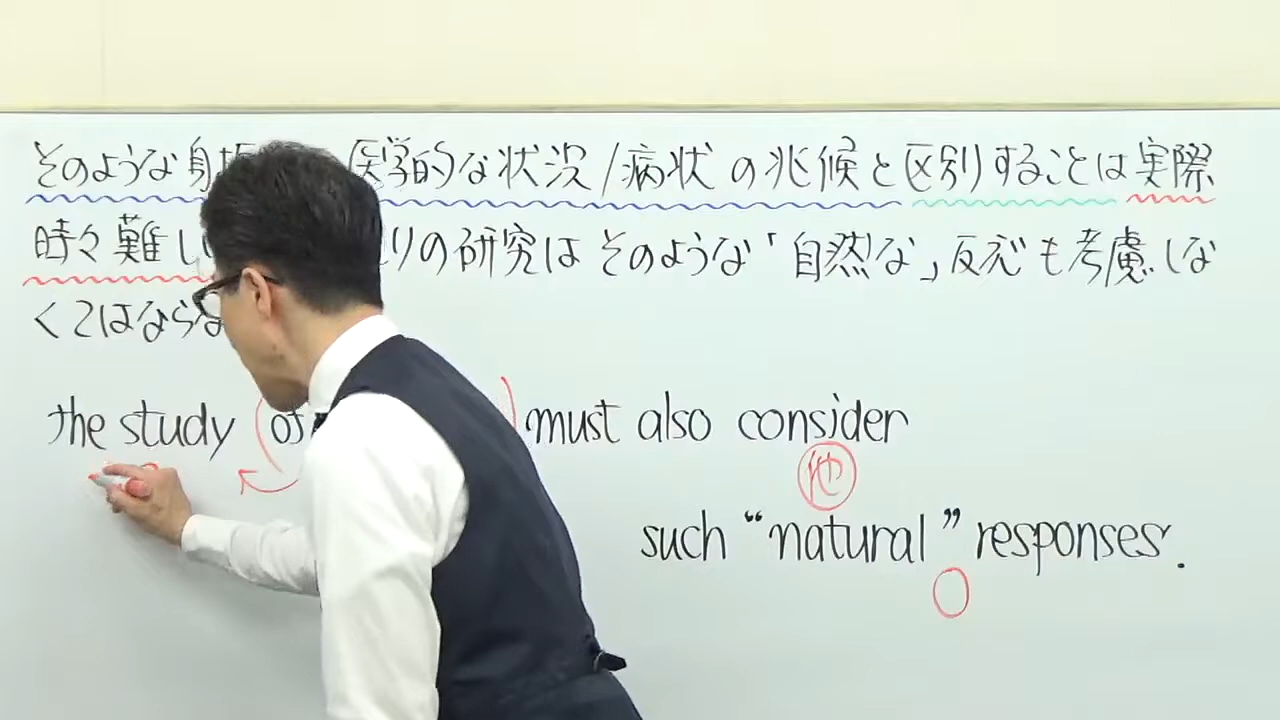 そのような身 医学的な状況/病状の兆候と区別することは実際
時々難し りの研究はそのような「自然な」反応も考慮しな
くてはならな
the study (of ) must also consider
他
such “natural” responses.
O